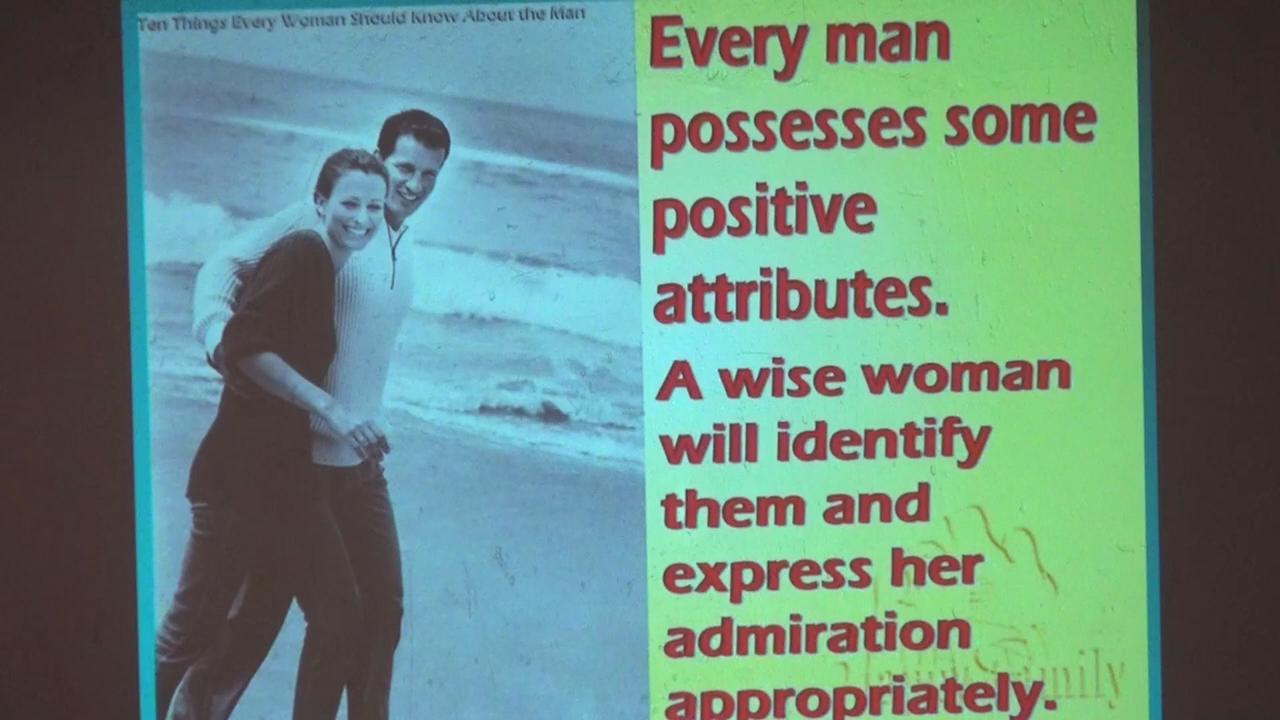 Ten Things Every Woman Should Know About the Man
Every man
possesses some
positive
attributes.
A wise woman
will identify
them and
express her
admiration
appropriately.
Family